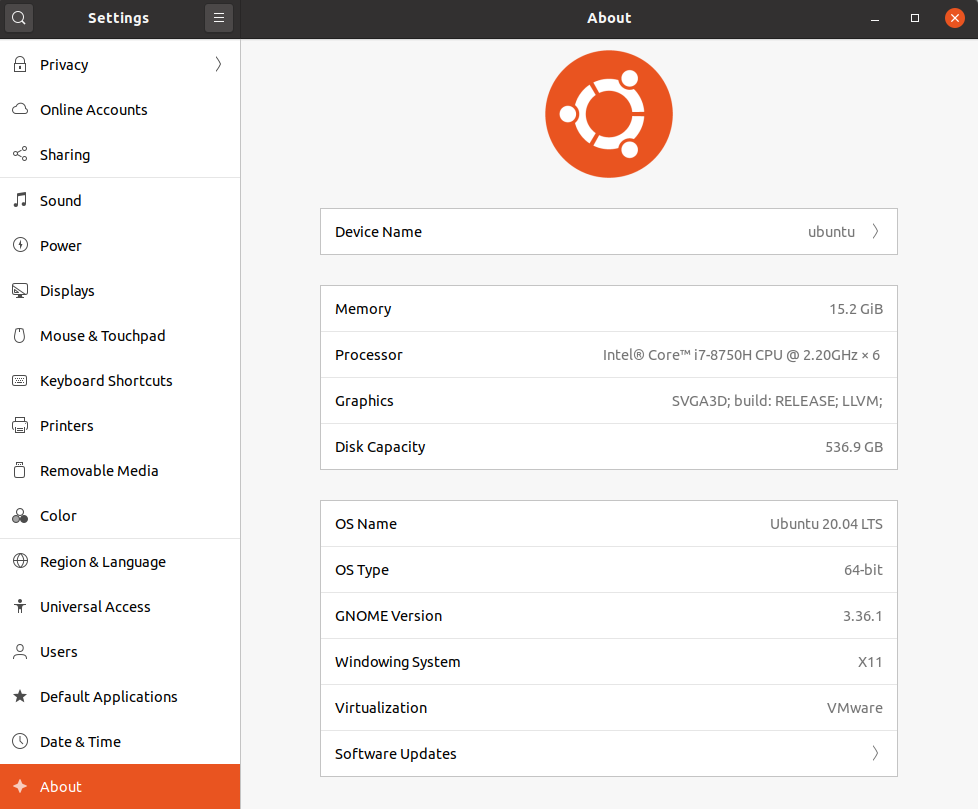 Settings
About
Privacy
Online Accounts
Sharing
Sound
Power
Displays
Mouse & Touchpad
Keyboard Shortcuts
Printers
Removable Media
Color
Region & Language
Universal Access
Users
Default Applications
Date & Time
About
Device Name ubuntu
Memory 15.2 GiB
Processor Intel® Core™ i7-8750H CPU @ 2.20GHz × 6
Graphics SVGA3D; build: RELEASE; LLVM;
Disk Capacity 536.9 GB
OS Name Ubuntu 20.04 LTS
OS Type 64-bit
GNOME Version 3.36.1
Windowing System X11
Virtualization VMware
Software Updates